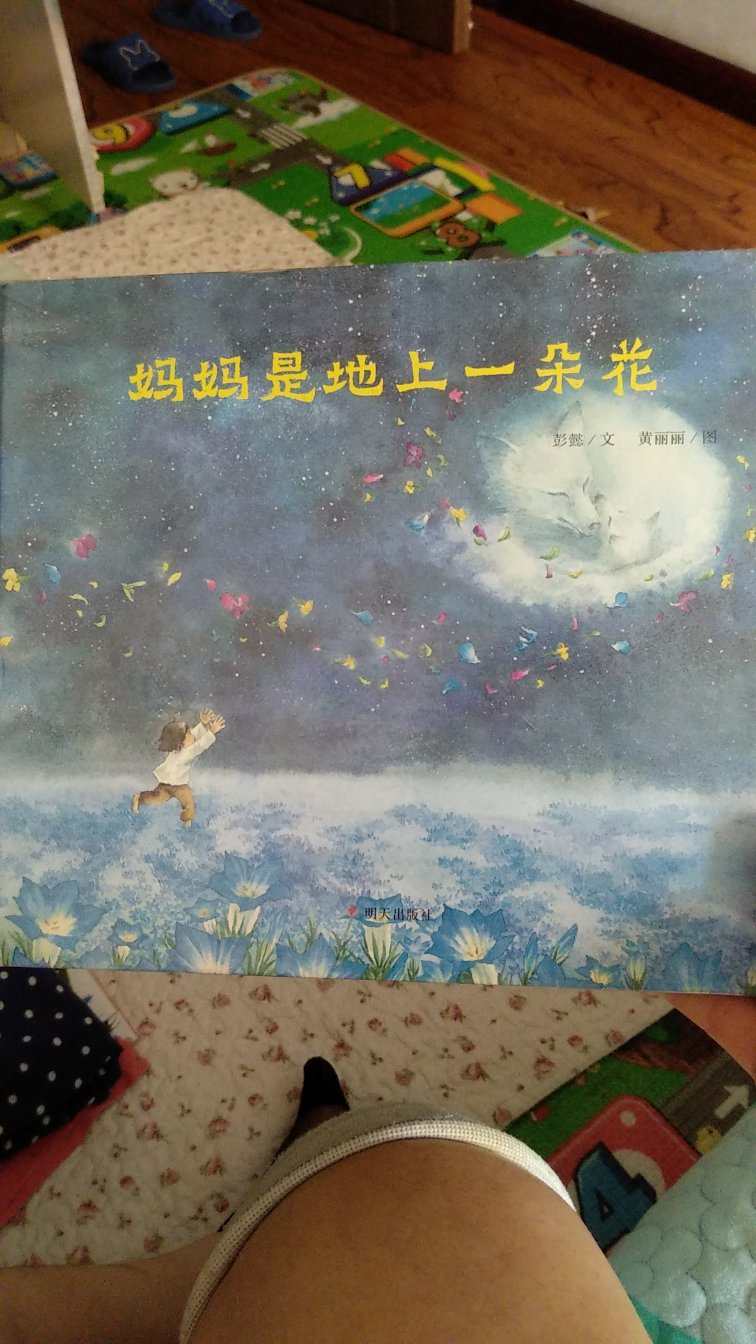 妈妈是地上一朵花
彭懿/文 黄丽丽/图
明天出版社
4